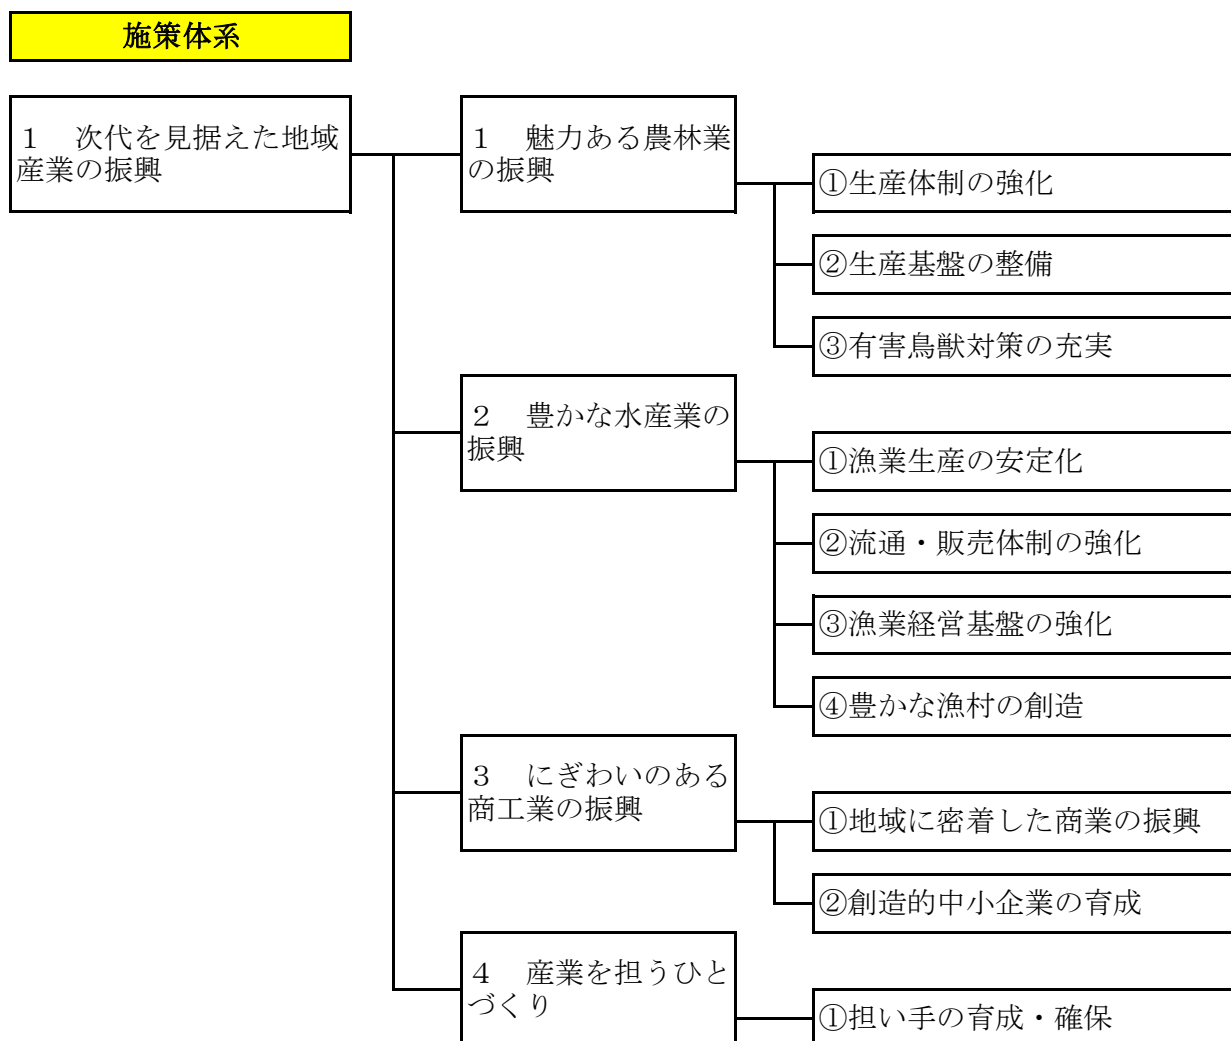 施策体系
１　次代を見据えた地域
産業の振興
１　魅力ある農林業
の振興
①生産体制の強化
②生産基盤の整備
③有害鳥獣対策の充実
２　豊かな水産業の
振興
①漁業生産の安定化
②流通・販売体制の強化
③漁業経営基盤の強化
④豊かな漁村の創造
３　にぎわいのある
商工業の振興
①地域に密着した商業の振興
②創造的中小企業の育成
４　産業を担うひと
づくり
①担い手の育成・確保